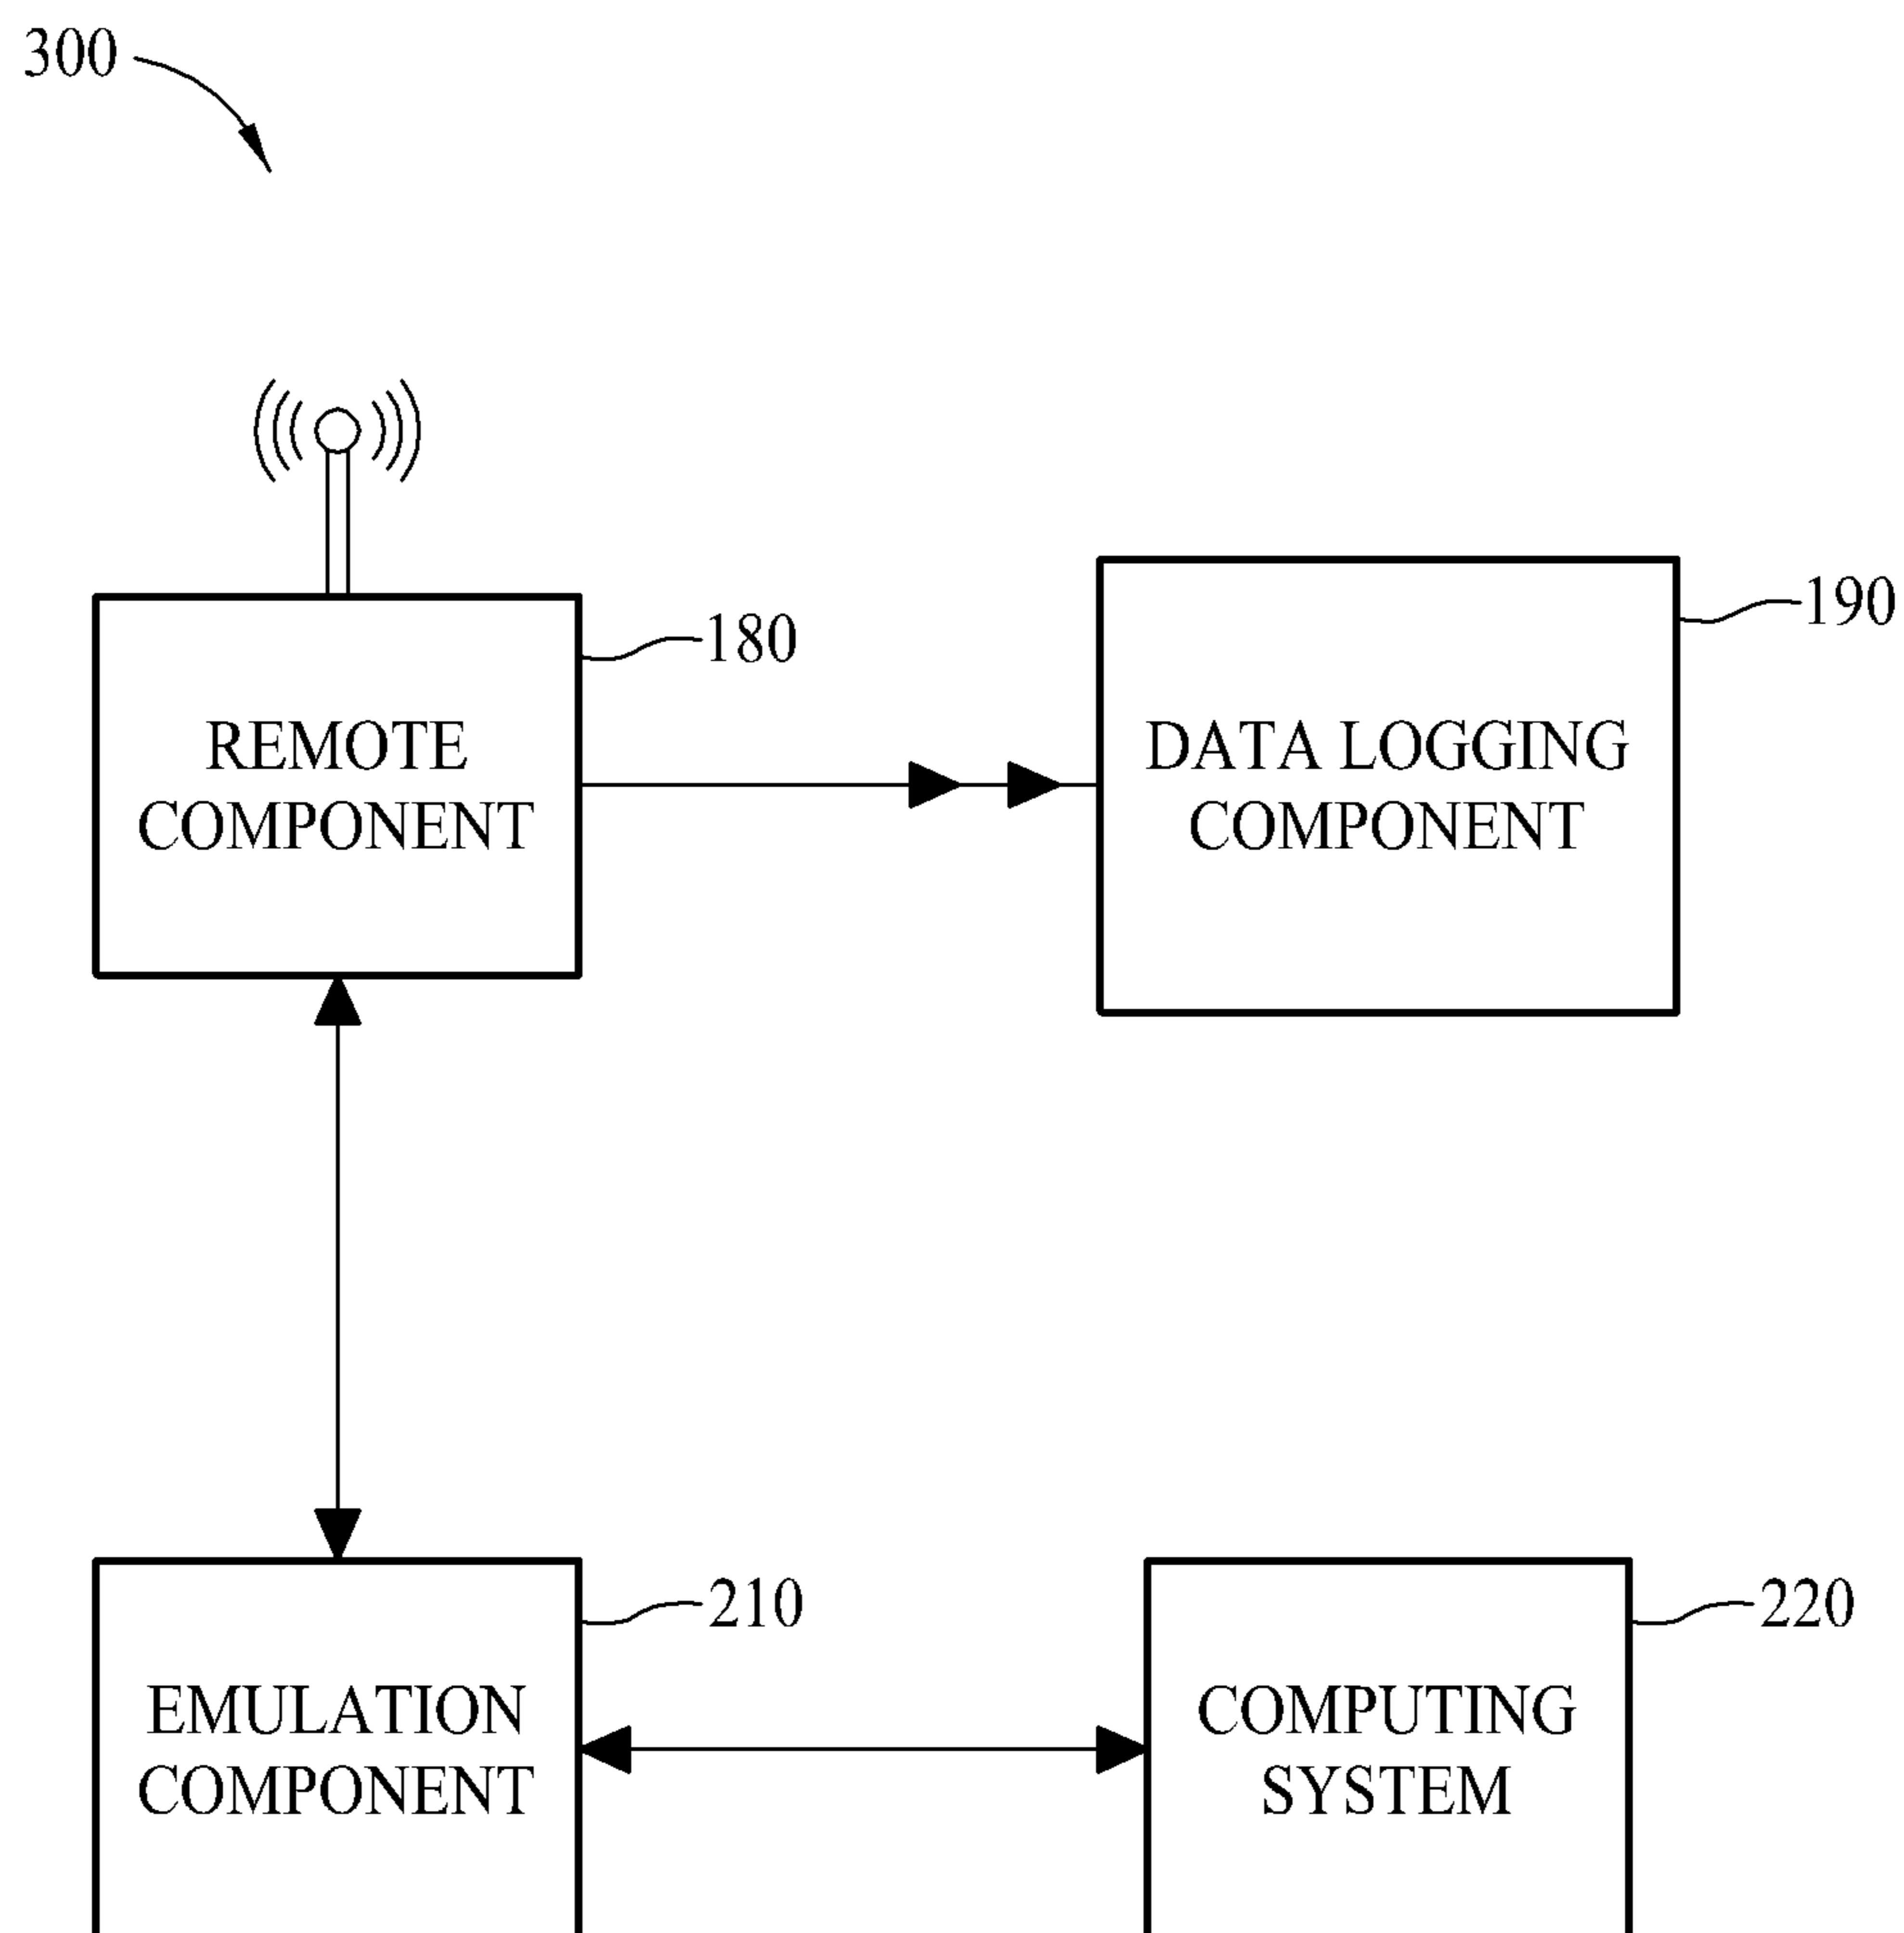 300
180
190
REMOTE
COMPONENT
DATA LOGGING
COMPONENT
210
220
EMULATION
COMPONENT
COMPUTING
SYSTEM